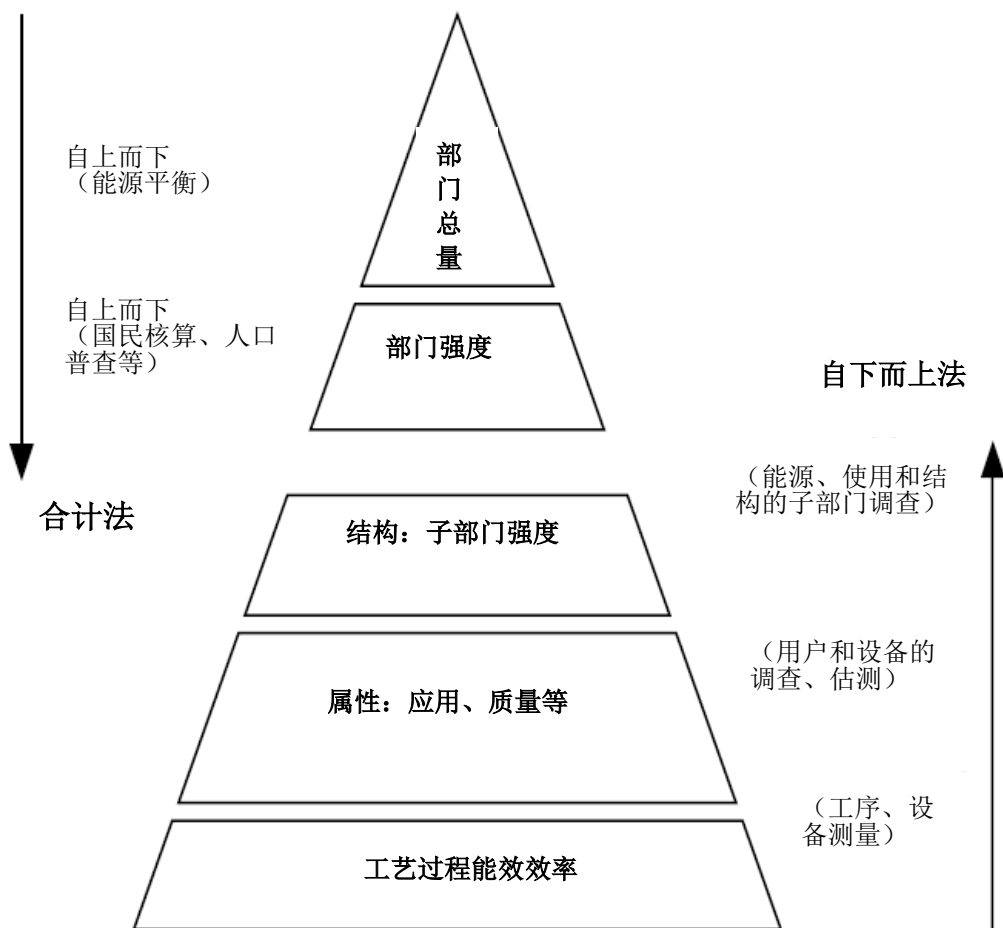 自上而下
（能源平衡）
部
门
总
量
自上而下
（国民核算、人口
普查等）
部门强度
自下而上法
（能源、使用和结
构的子部门调查）
合计法
结构：子部门强度
（用户和设备的
调查、估测）
属性：应用、质量等
（工序、设
备测量）
工艺过程能效效率